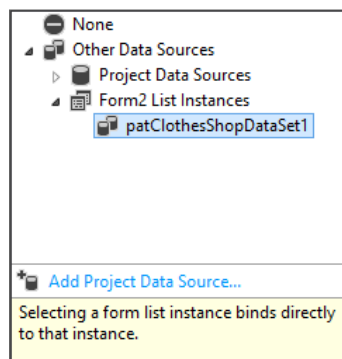 None
Other Data Sources
Project Data Sources
Form2 List Instances
patClothesShopDataSet1
Add Project Data Source...
Selecting a form list instance binds directly
to that instance.